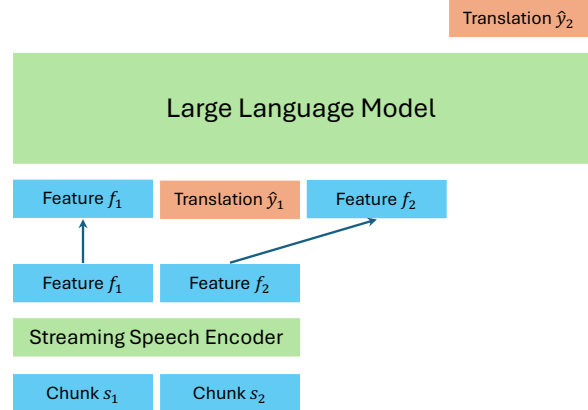 Translation ŷ₂
Large Language Model
Feature f₁
Translation ŷ₁
Feature f₂
Feature f₁
Feature f₂
Streaming Speech Encoder
Chunk s₁
Chunk s₂